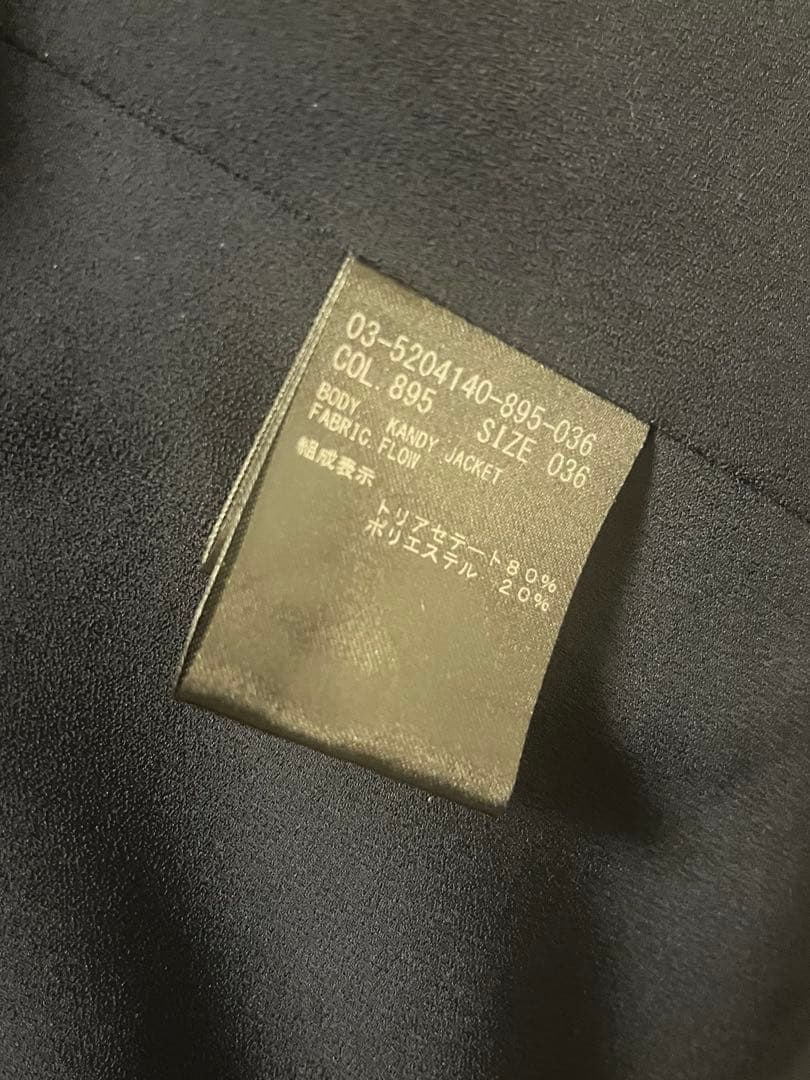 03-5204140-895-036
COL. 895 SIZE 036
BODY KANDY JACKET
FABRIC FLOW
組成表示
トリアセテート80%
ポリエステル 20%